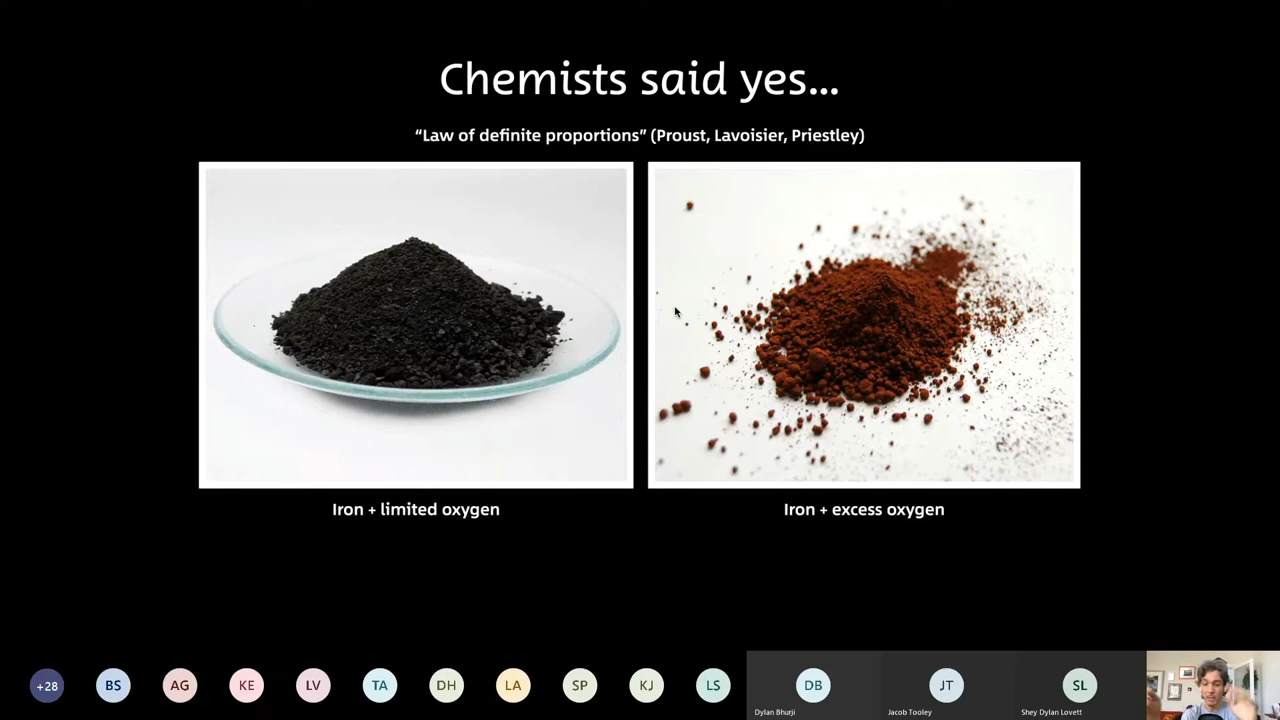 Chemists said yes...
“Law of definite proportions” (Proust, Lavoisier, Priestley)
Iron + limited oxygen
Iron + excess oxygen
+28
BS
AG
KE
LV
TA
DH
LA
SP
KJ
LS
DB
JT
SL
Dylan Bhurji
Jacob Tooley
Shey Dylan Lovett